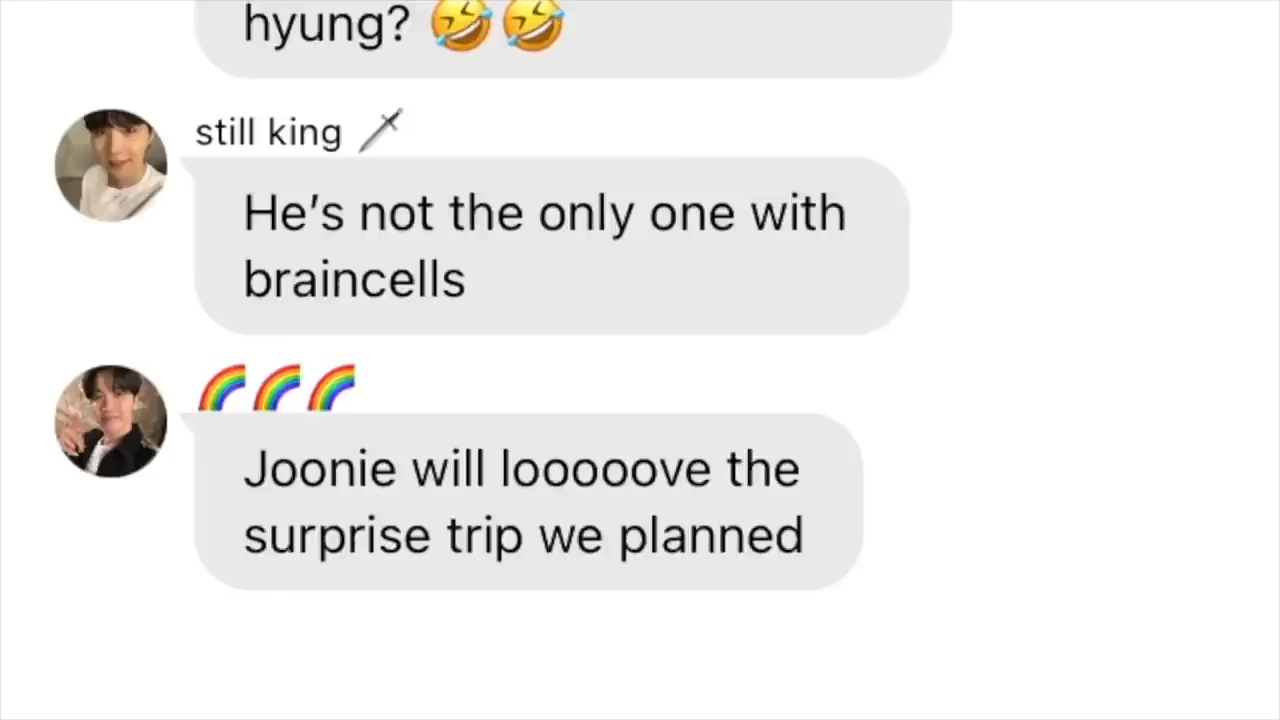 hyung? 🤣🤣
still king 🗡️
He’s not the only one with
braincells
🌈🌈🌈
Joonie will looooove the
surprise trip we planned